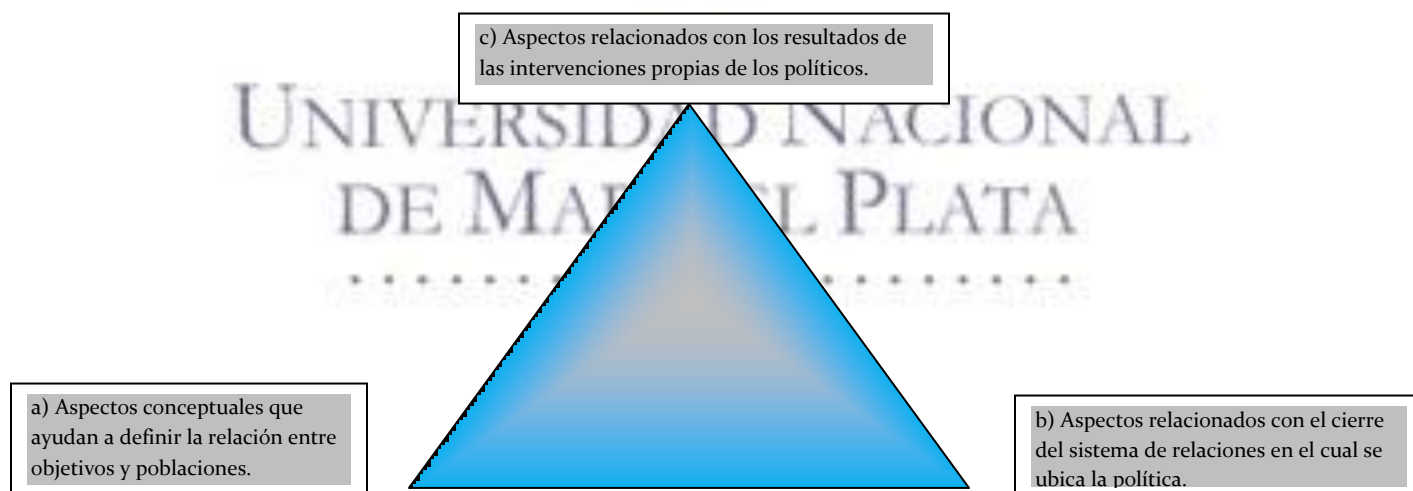 c) Aspectos relacionados con los resultados de
las intervenciones propias de los políticos.
UNIVERSIDAD NACIONAL
DE MAR DEL PLATA
a) Aspectos conceptuales que
ayudan a definir la relación entre
objetivos y poblaciones.
b) Aspectos relacionados con el cierre
del sistema de relaciones en el cual se
ubica la política.